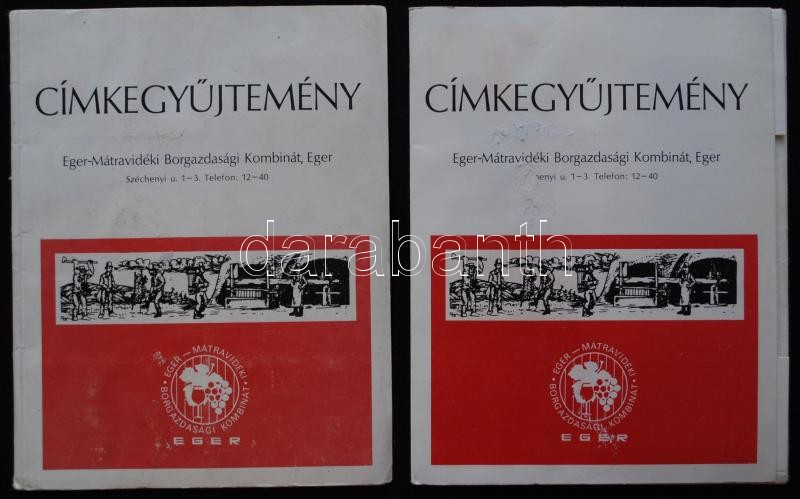 CÍMKEGYŰJTEMÉNY
Eger-Mátravidéki Borgazdasági Kombinát, Eger
Széchenyi u. 1-3. Telefon: 12-40
EGER-MÁTRAVIDÉKI
BORGAZDASÁGI KOMBINÁT
EGER
CÍMKEGYŰJTEMÉNY
Eger-Mátravidéki Borgazdasági Kombinát, Eger
henyi u. 1-3. Telefon: 12-40
EGER-MÁTRAVIDÉKI
BORGAZDASÁGI KOMBINÁT
EGER
darabanth